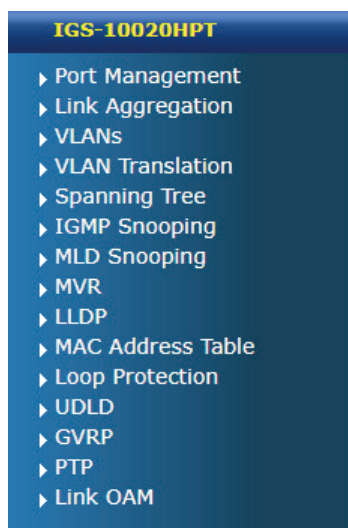 IGS-10020HPT
Port Management
Link Aggregation
VLANs
VLAN Translation
Spanning Tree
IGMP Snooping
MLD Snooping
MVR
LLDP
MAC Address Table
Loop Protection
UDLD
GVRP
PTP
Link OAM